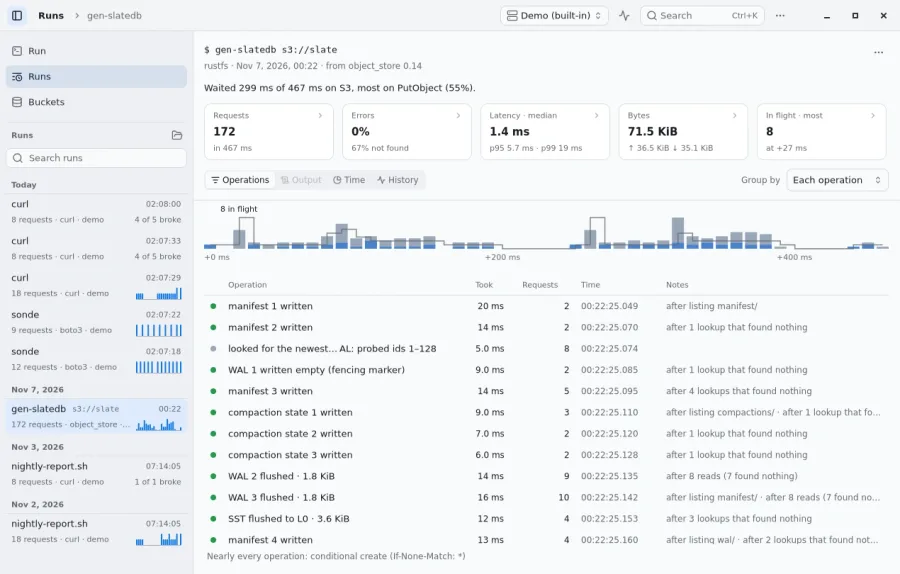 Runs › gen-slatedb
Demo (built-in)
Search Ctrl+K
Run
Runs
Buckets
Runs
Search runs
Today
curl 02:08:00
8 requests · curl · demo 4 of 5 broke
curl 02:07:33
8 requests · curl · demo 4 of 5 broke
curl 02:07:29
18 requests · curl · demo
sonde 02:07:22
9 requests · boto3 · demo
sonde 02:07:18
12 requests · boto3 · demo
Nov 7, 2026
gen-slatedb s3://slate 00:22
172 requests · object_store ·...
Nov 3, 2026
nightly-report.sh 07:14:05
8 requests · curl · demo 1 of 1 broke
Nov 2, 2026
nightly-report.sh 07:14:05
18 requests · curl · demo
$ gen-slatedb s3://slate
rustfs · Nov 7, 2026, 00:22 · from object_store 0.14
Waited 299 ms of 467 ms on S3, most on PutObject (55%).
Requests
172
in 467 ms
Errors
0%
67% not found
Latency · median
1.4 ms
p95 5.7 ms · p99 19 ms
Bytes
71.5 KiB
↑ 36.5 KiB ↓ 35.1 KiB
In flight · most
8
at +27 ms
Operations Output Time History
Group by Each operation
8 in flight
+0 ms +200 ms +400 ms
Operation Took Requests Time Notes
manifest 1 written 20 ms 2 00:22:25.049 after listing manifest/
manifest 2 written 14 ms 2 00:22:25.070 after 1 lookup that found nothing
looked for the newest... AL: probed ids 1–128 5.0 ms 8 00:22:25.074
WAL 1 written empty (fencing marker) 9.0 ms 2 00:22:25.085 after 1 lookup that found nothing
manifest 3 written 14 ms 5 00:22:25.095 after 4 lookups that found nothing
compaction state 1 written 9.0 ms 3 00:22:25.110 after listing compactions/ · after 1 lookup that fo...
compaction state 2 written 7.0 ms 2 00:22:25.120 after 1 lookup that found nothing
compaction state 3 written 6.0 ms 2 00:22:25.128 after 1 lookup that found nothing
WAL 2 flushed · 1.8 KiB 14 ms 9 00:22:25.135 after 8 reads (7 found nothing)
WAL 3 flushed · 1.8 KiB 16 ms 10 00:22:25.142 after listing manifest/ · after 8 reads (7 found no...
SST flushed to L0 · 3.6 KiB 12 ms 4 00:22:25.153 after 3 lookups that found nothing
manifest 4 written 13 ms 4 00:22:25.160 after listing wal/ · after 2 lookups that found not...
Nearly every operation: conditional create (If-None-Match: *)